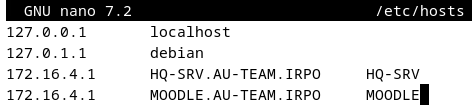 GNU nano 7.2 /etc/hosts
127.0.0.1 localhost
127.0.1.1 debian
172.16.4.1 HQ-SRV.AU-TEAM.IRPO HQ-SRV
172.16.4.1 MOODLE.AU-TEAM.IRPO MOODLE